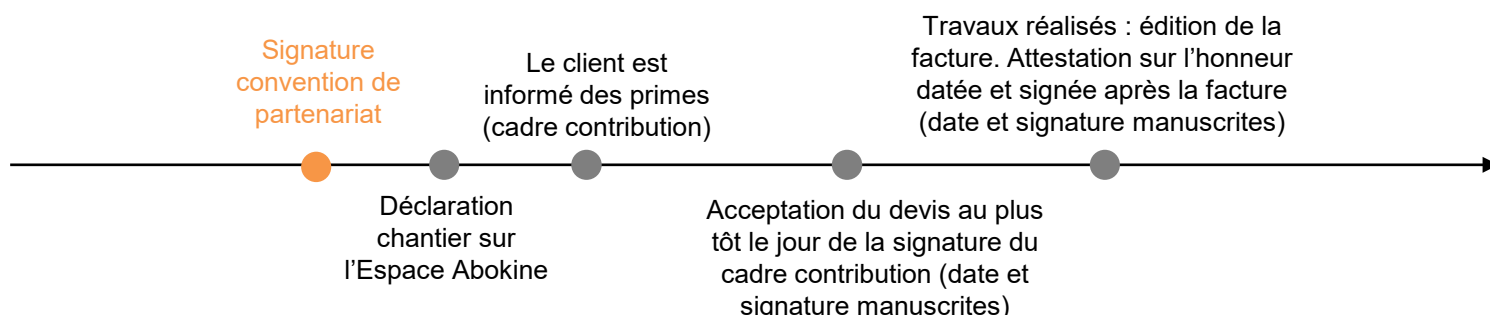 Signature
convention de
partenariat
Déclaration
chantier sur
l’Espace Abokine
Le client est
informé des primes
(cadre contribution)
Acceptation du devis au plus
tôt le jour de la signature du
cadre contribution (date et
signature manuscrites)
Travaux réalisés : édition de la
facture. Attestation sur l’honneur
datée et signée après la facture
(date et signature manuscrites)